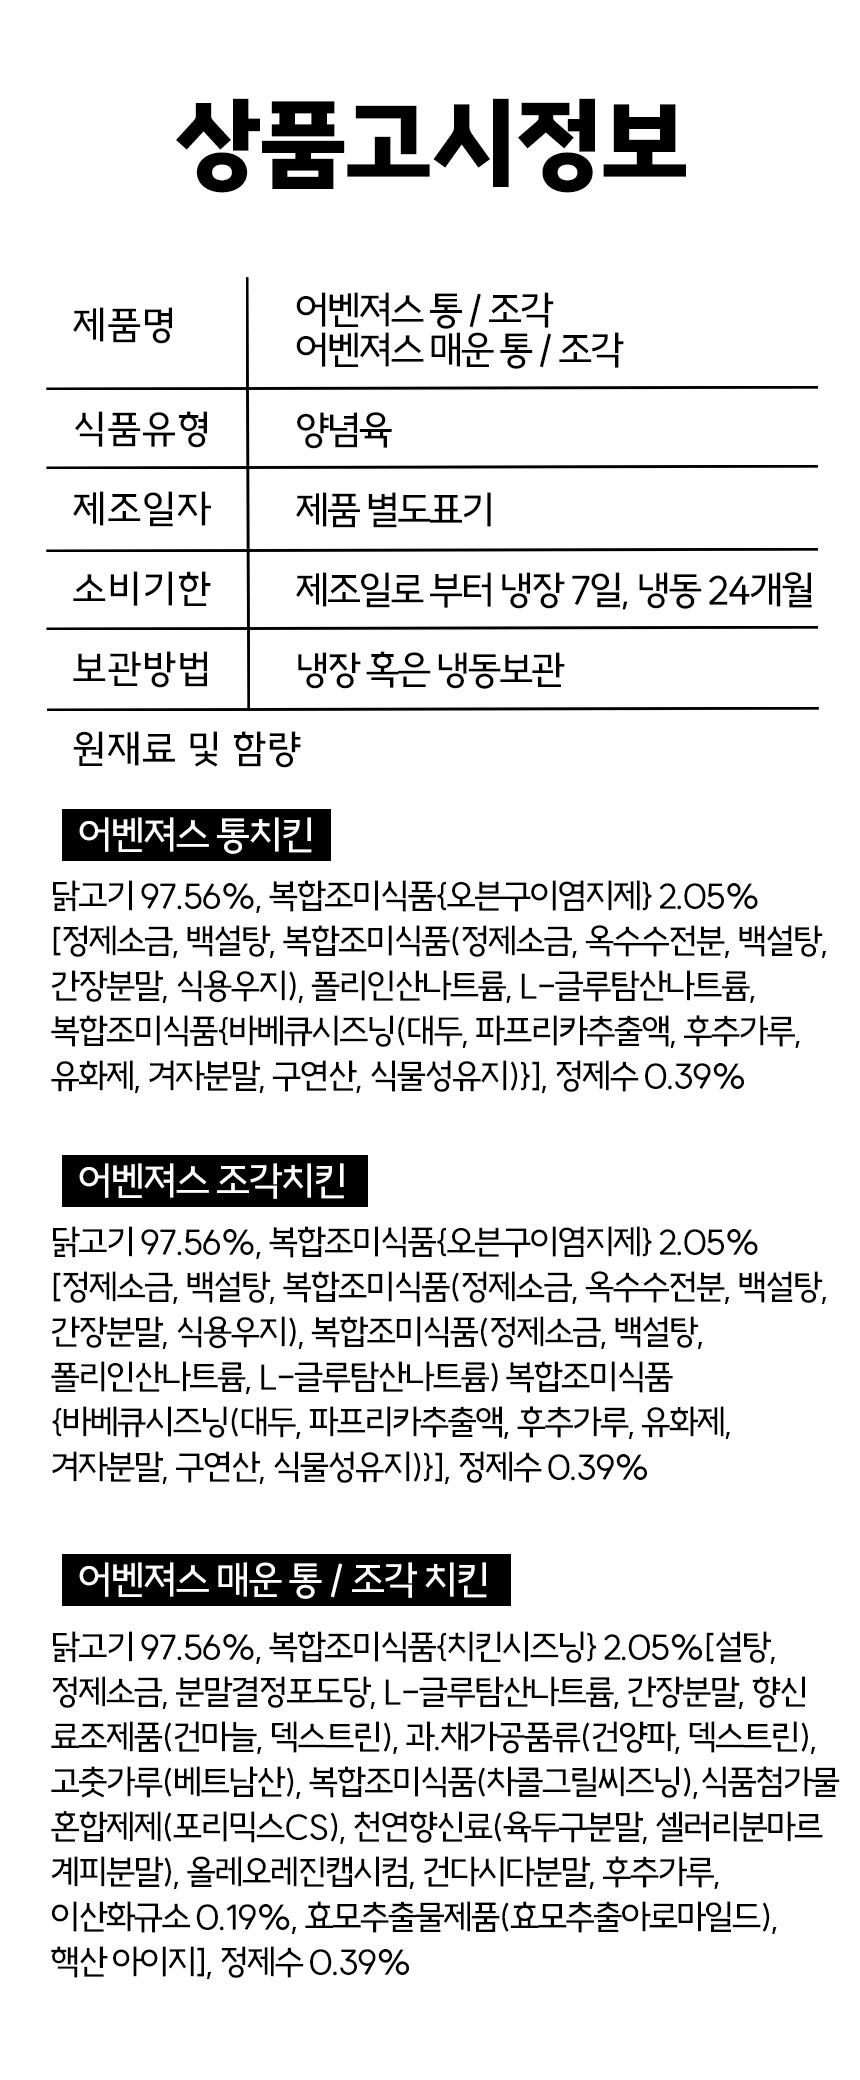 상품고시정보
제품명
어벤져스 통 / 조각
어벤져스 매운 통 / 조각
식품유형
양념육
제조일자
제품 별도표기
소비기한
제조일로 부터 냉장 7일, 냉동 24개월
보관방법
냉장 혹은 냉동보관
원재료 및 함량
어벤져스 통치킨
닭고기 97.56%, 복합조미식품{오븐구이염지제} 2.05%
[정제소금, 백설탕, 복합조미식품(정제소금, 옥수수전분, 백설탕,
간장분말, 식용우지), 폴리인산나트륨, L-글루탐산나트륨,
복합조미식품{바베큐시즈닝(대두, 파프리카추출액, 후추가루,
유화제, 겨자분말, 구연산, 식물성유지)}], 정제수 0.39%
어벤져스 조각치킨
닭고기 97.56%, 복합조미식품{오븐구이염지제} 2.05%
[정제소금, 백설탕, 복합조미식품(정제소금, 옥수수전분, 백설탕,
간장분말, 식용우지), 복합조미식품(정제소금, 백설탕,
폴리인산나트륨, L-글루탐산나트륨) 복합조미식품
{바베큐시즈닝(대두, 파프리카추출액, 후추가루, 유화제,
겨자분말, 구연산, 식물성유지)}], 정제수 0.39%
어벤져스 매운 통 / 조각 치킨
닭고기 97.56%, 복합조미식품{치킨시즈닝} 2.05%[설탕,
정제소금, 분말결정포도당, L-글루탐산나트륨, 간장분말, 향신
료조제품(건마늘, 덱스트린), 과.채가공품류(건양파, 덱스트린),
고춧가루(베트남산), 복합조미식품(차콜그릴씨즈닝),식품첨가물
혼합제제(포리믹스CS), 천연향신료(육두구분말, 셀러리분마르
계피분말), 올레오레진캡시컴, 건다시다분말, 후추가루,
이산화규소 0.19%, 효모추출물제품(효모추출아로마일드),
핵산 아이지], 정제수 0.39%